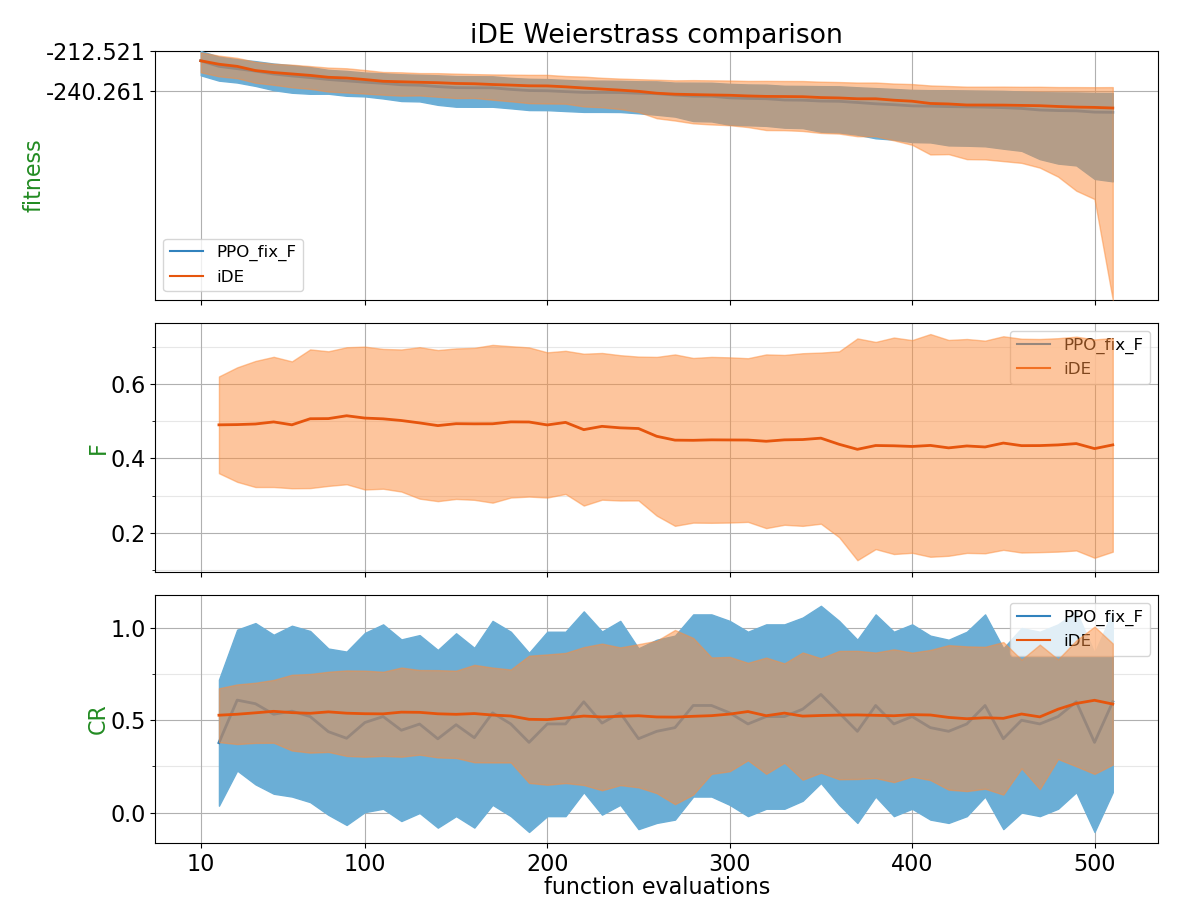 iDE Weierstrass comparison
-212.521
-240.261
fitness
PPO_fix_F
iDE
0.6
0.4
0.2
F
PPO_fix_F
iDE
1.0
0.5
0.0
CR
PPO_fix_F
iDE
10 100 200 300 400 500
function evaluations